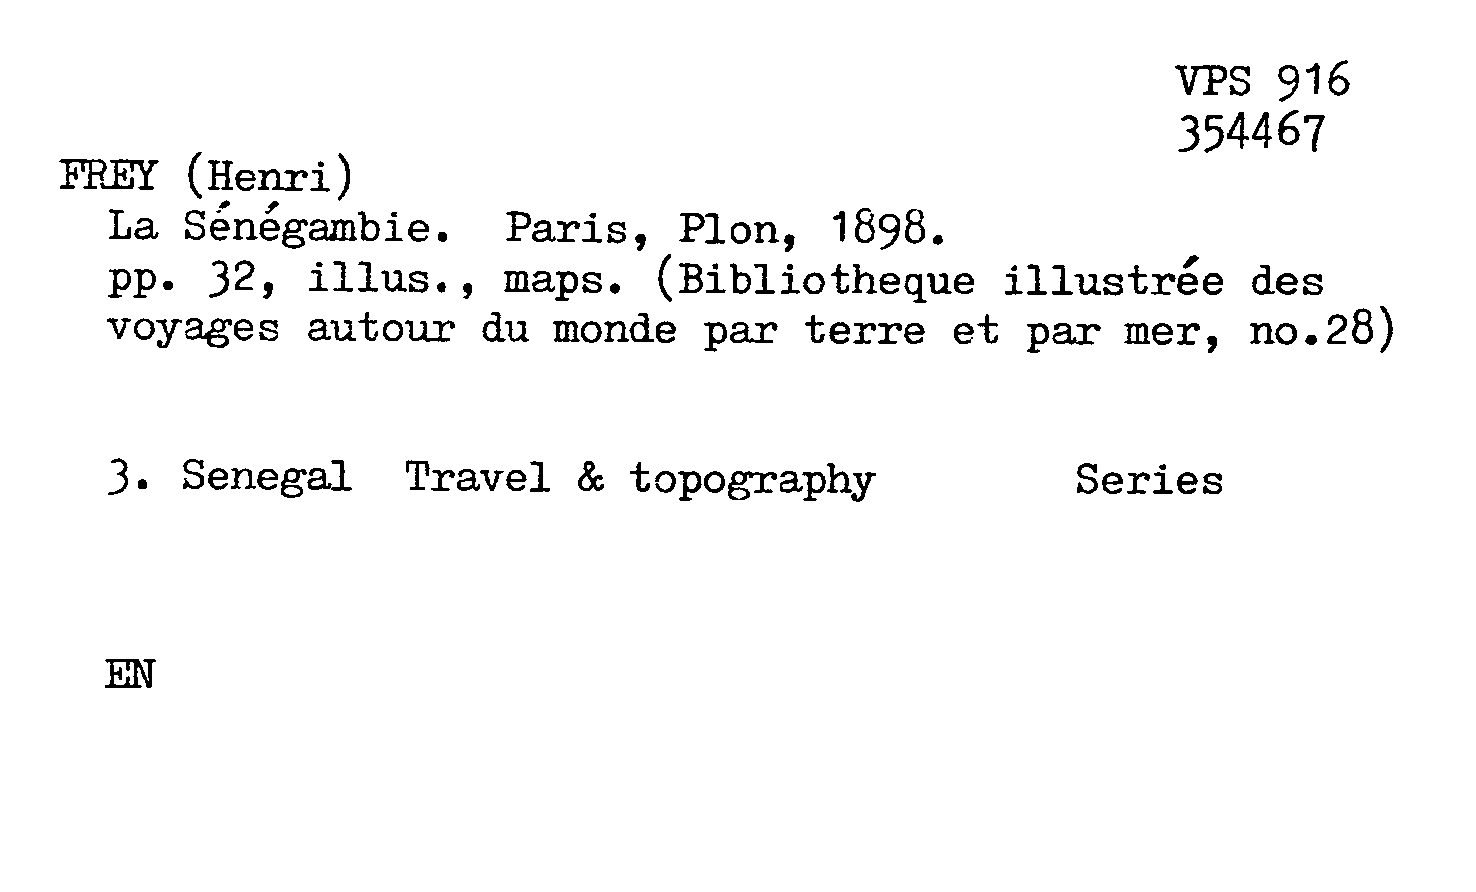 VPS 916
354467
FREY (Henri)
La Sénégambie. Paris, Plon, 1898.
pp. 32, illus., maps. (Bibliotheque illustrée des
voyages autour du monde par terre et par mer, no.28)
3. Senegal Travel & topography Series
EN